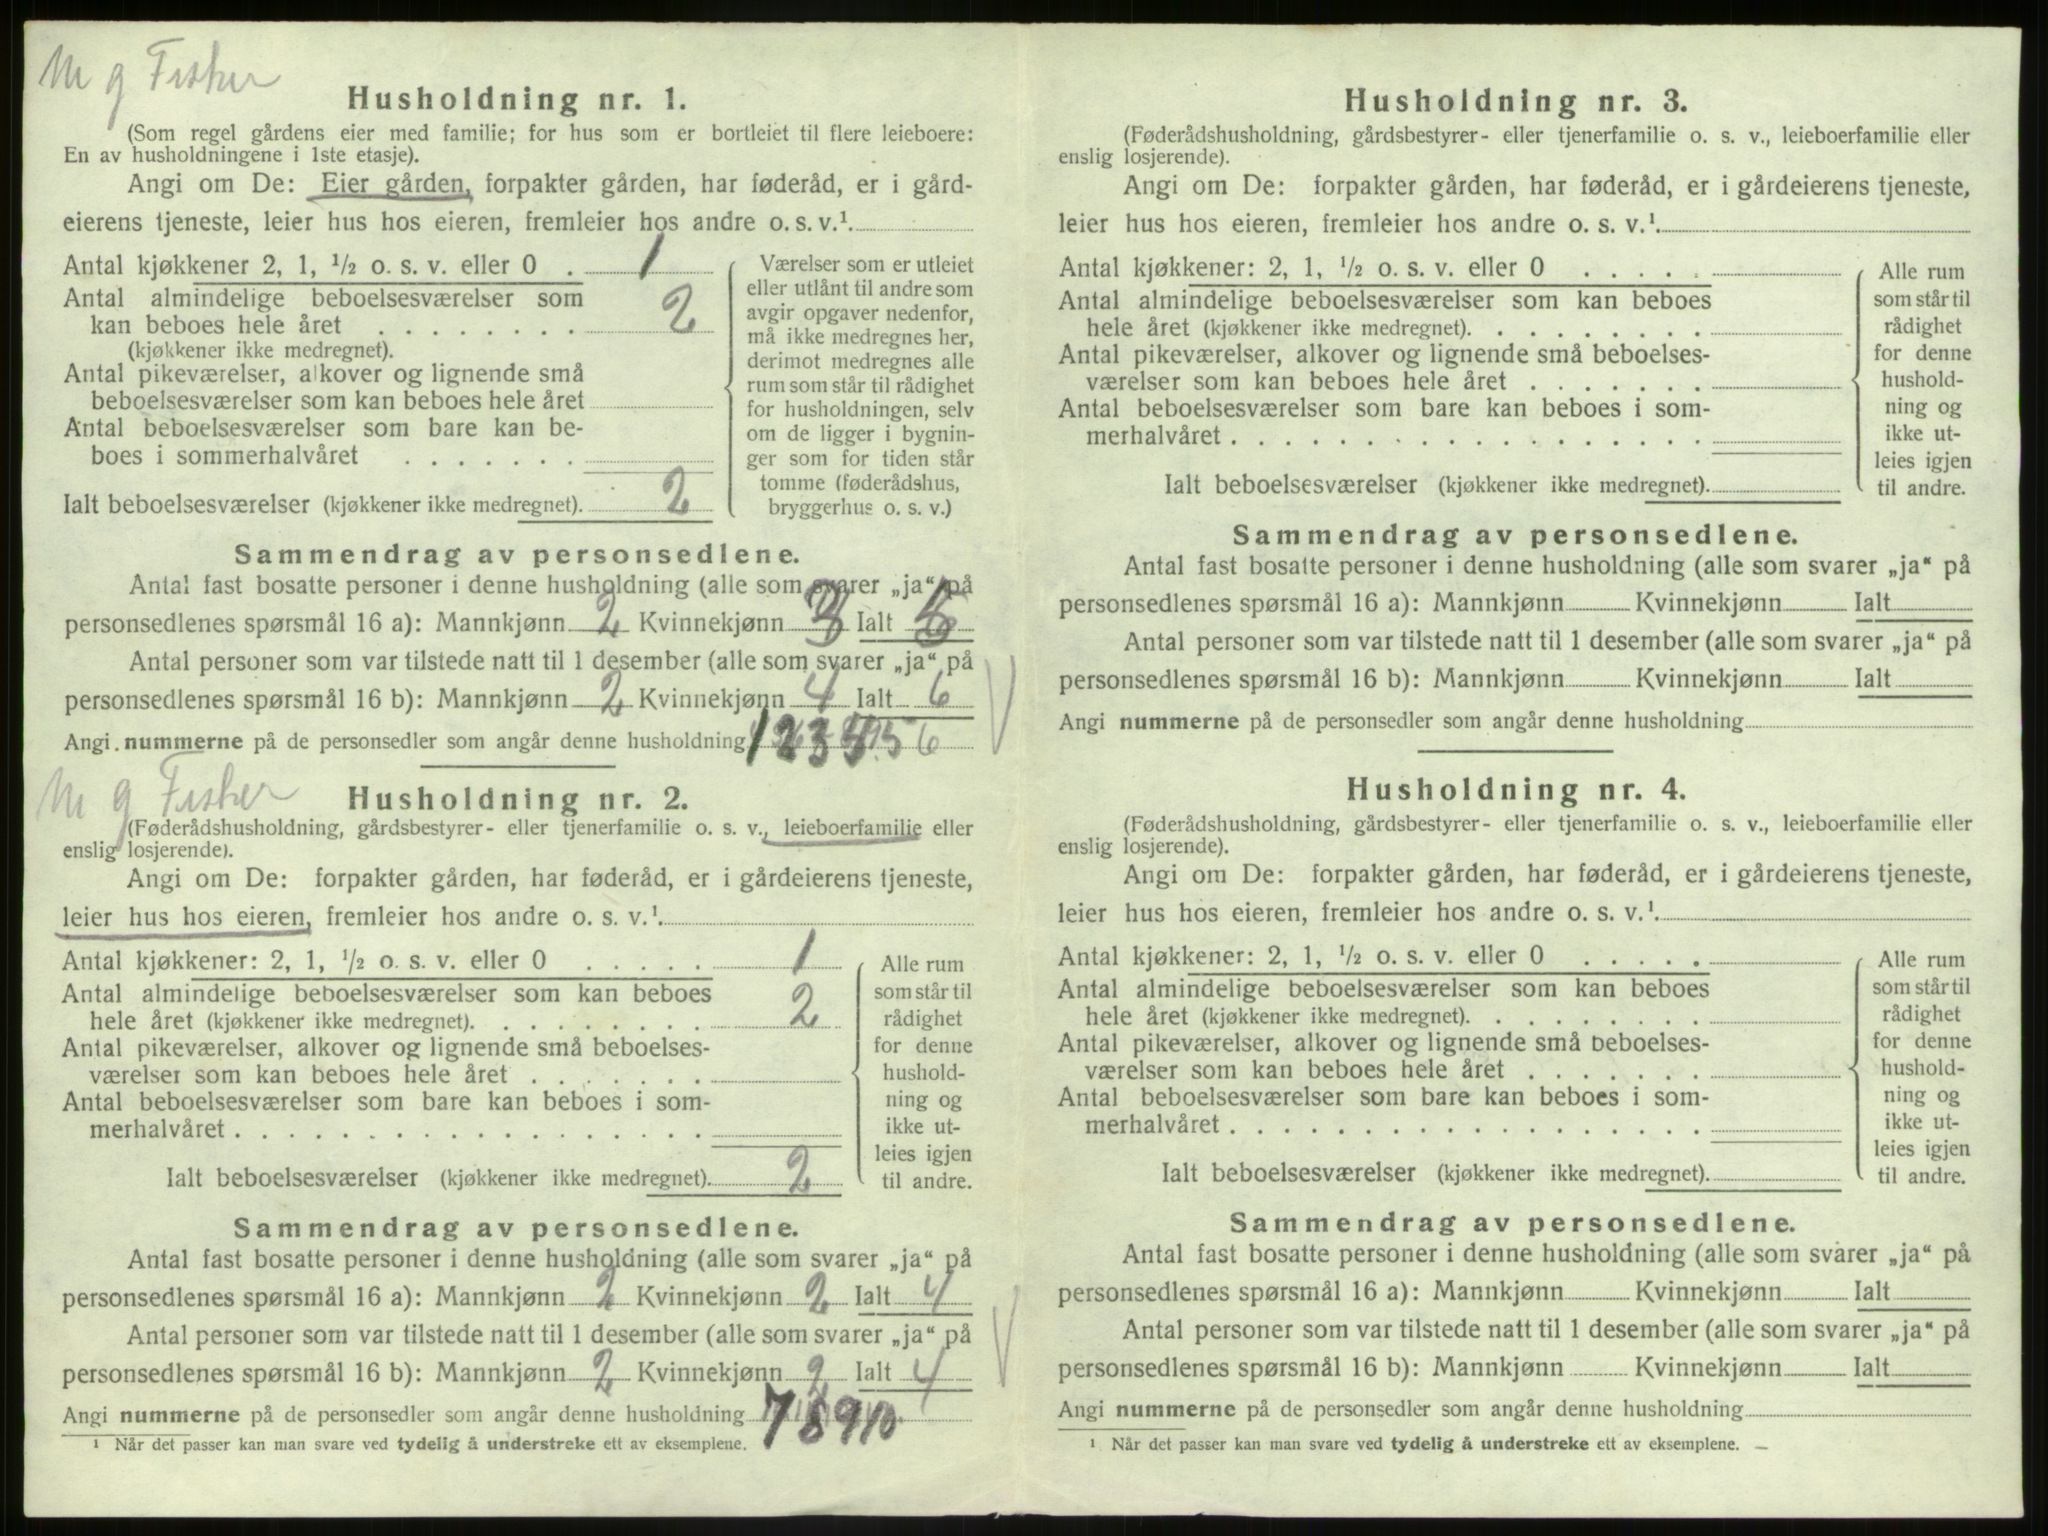 M g Fisker
Husholdning nr. 1.
(Som regel gårdens eier med familie; for hus som er bortleiet til flere leieboere:
En av husholdningene i 1ste etasje).
Angi om De: Eier gården, forpakter gården, har føderåd, er i gård-
eierens tjeneste, leier hus hos eieren, fremleier hos andre o. s. v.¹
Antal kjøkkener 2, 1, ½ o. s. v. eller 0 . 1
Antal almindelige beboelsesværelser som
kan beboes hele året . . . . . . . . 2
(kjøkkener ikke medregnet).
Antal pikeværelser, alkover og lignende små
beboelsesværelser som kan beboes hele året
Antal beboelsesværelser som bare kan be-
boes i sommerhalvåret . . . . . . .
Ialt beboelsesværelser (kjøkkener ikke medregnet). 2
Værelser som er utleiet
eller utlånt til andre som
avgir opgaver nedenfor,
må ikke medregnes her,
derimot medregnes alle
rum som står til rådighet
for husholdningen, selv
om de ligger i bygnin-
ger som for tiden står
tomme (føderådshus,
bryggerhus o. s. v.)
Sammendrag av personsedlene.
Antal fast bosatte personer i denne husholdning (alle som svarer „ja“ på
personsedlenes spørsmål 16 a): Mannkjønn 2 Kvinnekjønn 3 Ialt 5
Antal personer som var tilstede natt til 1 desember (alle som svarer „ja“ på
personsedlenes spørsmål 16 b): Mannkjønn 2 Kvinnekjønn 4 Ialt 6
Angi nummerne på de personsedler som angår denne husholdning 1 2 3 4 5 6
M g Fisker
Husholdning nr. 2.
(Føderådshusholdning, gårdsbestyrer- eller tjenerfamilie o. s. v., leieboerfamilie eller
enslig losjerende).
Angi om De: forpakter gården, har føderåd, er i gårdeierens tjeneste,
leier hus hos eieren, fremleier hos andre o. s. v.¹
Antal kjøkkener: 2, 1, ½ o. s. v. eller 0 . . . . . 1
Antal almindelige beboelsesværelser som kan beboes
hele året (kjøkkener ikke medregnet). . . . . . . . . 2
Antal pikeværelser, alkover og lignende små beboelses-
værelser som kan beboes hele året . . . . . . .
Antal beboelsesværelser som bare kan beboes i som-
merhalvåret . . . . . . . . . . . . . . . . . .
Ialt beboelsesværelser (kjøkkener ikke medregnet). 2
Alle rum
som står til
rådighet
for denne
hushold-
ning og
ikke ut-
leies igjen
til andre.
Sammendrag av personsedlene.
Antal fast bosatte personer i denne husholdning (alle som svarer „ja“ på
personsedlenes spørsmål 16 a): Mannkjønn 2 Kvinnekjønn 2 Ialt 4
Antal personer som var tilstede natt til 1 desember (alle som svarer „ja“ på
personsedlenes spørsmål 16 b): Mannkjønn 2 Kvinnekjønn 2 Ialt 4
Angi nummerne på de personsedler som angår denne husholdning 7 8 9 10
¹ Når det passer kan man svare ved tydelig å understreke ett av eksemplene.
Husholdning nr. 3.
(Føderådshusholdning, gårdsbestyrer- eller tjenerfamilie o. s. v., leieboerfamilie eller
enslig losjerende).
Angi om De: forpakter gården, har føderåd, er i gårdeierens tjeneste,
leier hus hos eieren, fremleier hos andre o. s. v.¹
Antal kjøkkener: 2, 1, ½ o. s. v. eller 0 . . . . .
Antal almindelige beboelsesværelser som kan beboes
hele året (kjøkkener ikke medregnet). . . . . . . . .
Antal pikeværelser, alkover og lignende små beboelses-
værelser som kan beboes hele året . . . . . . .
Antal beboelsesværelser som bare kan beboes i som-
merhalvåret . . . . . . . . . . . . . . . . . .
Ialt beboelsesværelser (kjøkkener ikke medregnet).
Alle rum
som står til
rådighet
for denne
hushold-
ning og
ikke ut-
leies igjen
til andre.
Sammendrag av personsedlene.
Antal fast bosatte personer i denne husholdning (alle som svarer „ja“ på
personsedlenes spørsmål 16 a): Mannkjønn Kvinnekjønn Ialt
Antal personer som var tilstede natt til 1 desember (alle som svarer „ja“ på
personsedlenes spørsmål 16 b): Mannkjønn Kvinnekjønn Ialt
Angi nummerne på de personsedler som angår denne husholdning
Husholdning nr. 4.
(Føderådshusholdning, gårdsbestyrer- eller tjenerfamilie o. s. v., leieboerfamilie eller
enslig losjerende).
Angi om De: forpakter gården, har føderåd, er i gårdeierens tjeneste,
leier hus hos eieren, fremleier hos andre o. s. v.¹
Antal kjøkkener: 2, 1, ½ o. s. v. eller 0 . . . . .
Antal almindelige beboelsesværelser som kan beboes
hele året (kjøkkener ikke medregnet). . . . . . . . .
Antal pikeværelser, alkover og lignende små beboelses-
værelser som kan beboes hele året . . . . . . .
Antal beboelsesværelser som bare kan beboes i som-
merhalvåret . . . . . . . . . . . . . . . . . .
Ialt beboelsesværelser (kjøkkener ikke medregnet).
Alle rum
som står til
rådighet
for denne
hushold-
ning og
ikke ut-
leies igjen
til andre.
Sammendrag av personsedlene.
Antal fast bosatte personer i denne husholdning (alle som svarer „ja“ på
personsedlenes spørsmål 16 a): Mannkjønn Kvinnekjønn Ialt
Antal personer som var tilstede natt til 1 desember (alle som svarer „ja“ på
personsedlenes spørsmål 16 b): Mannkjønn Kvinnekjønn Ialt
Angi nummerne på de personsedler som angår denne husholdning
¹ Når det passer kan man svare ved tydelig å understreke ett av eksemplene.